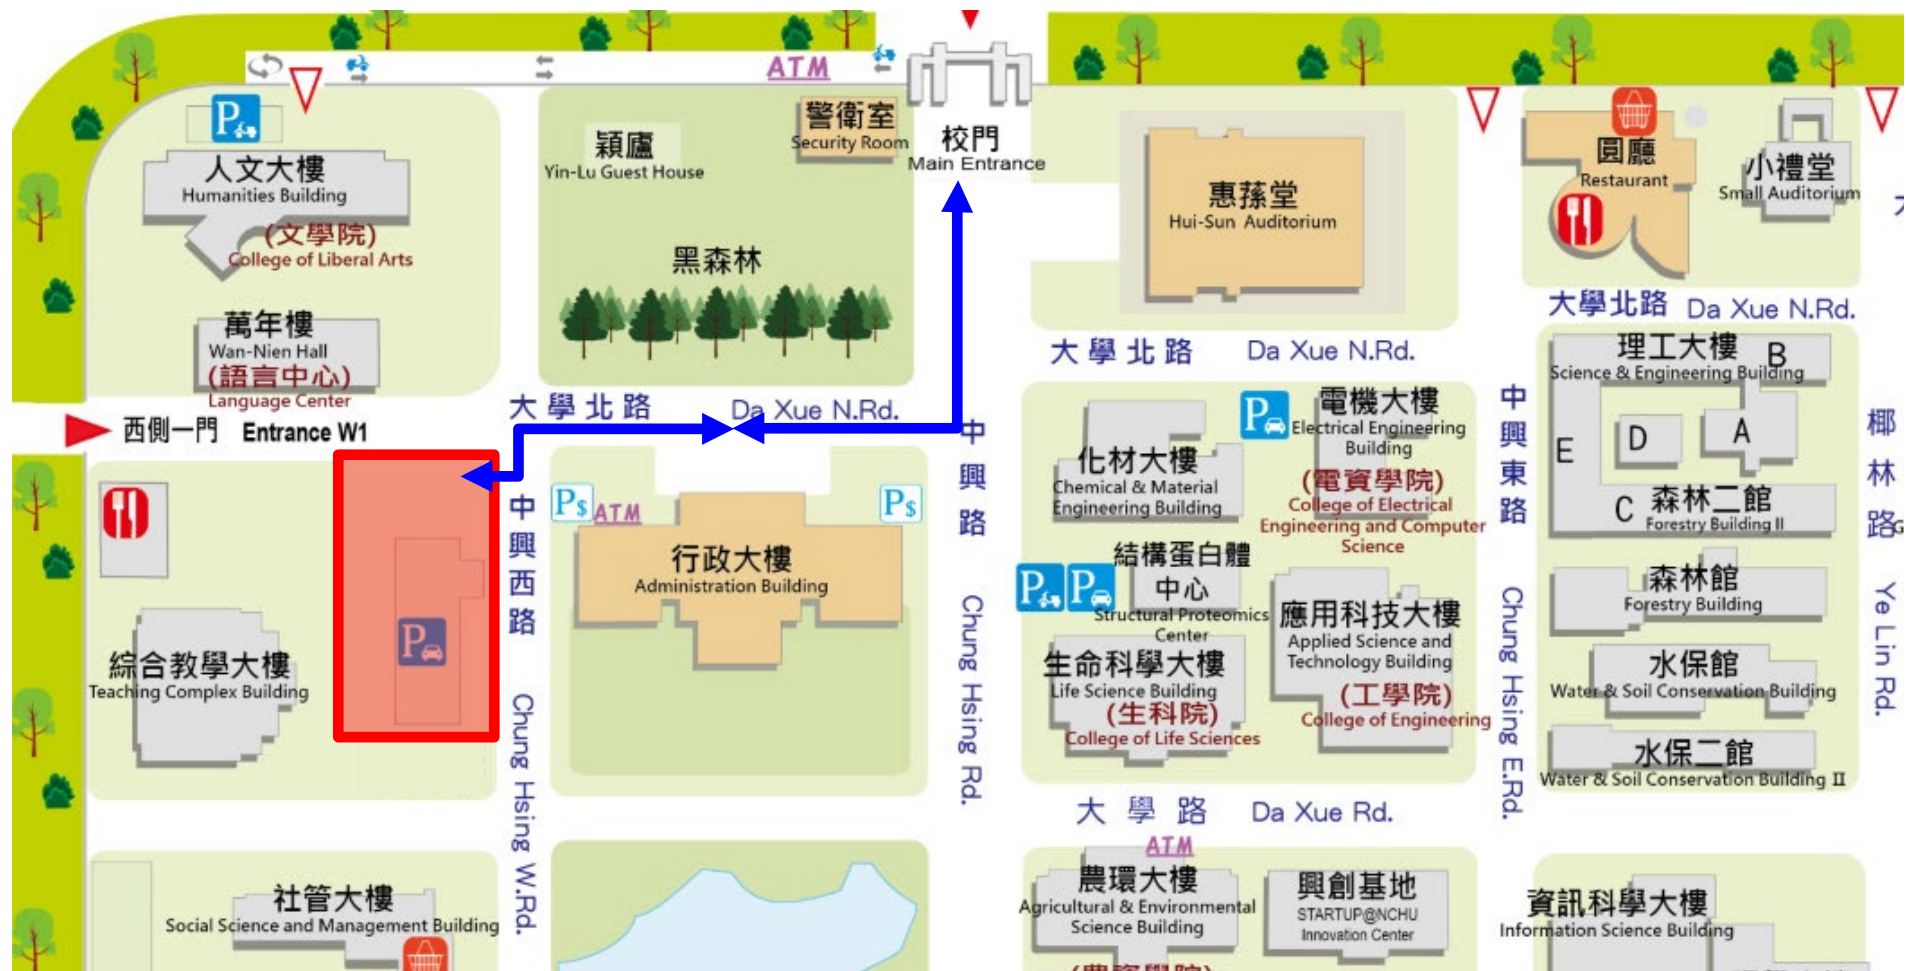 ATM
P
人文大樓
Humanities Building
(文學院)
College of Liberal Arts
穎廬
Yin-Lu Guest House
警衛室
Security Room
校門
Main Entrance
黑森林
惠蓀堂
Hui-Sun Auditorium
圓廳
Restaurant
小禮堂
Small Auditorium
萬年樓
Wan-Nien Hall
(語言中心)
Language Center
大學北路 Da Xue N.Rd.
大學北路 Da Xue N.Rd.
大學北路 Da Xue N.Rd.
西側一門 Entrance W1
P
綜合教學大樓
Teaching Complex Building
中興西路 Chung Hsing W.Rd.
P$
ATM
P$
行政大樓
Administration Building
中興路 Chung Hsing Rd.
化材大樓
Chemical & Material
Engineering Building
P
電機大樓
Electrical Engineering
Building
(電資學院)
College of Electrical
Engineering and Computer
Science
P P
結構蛋白體
中心
Structural Proteomics
Center
生命科學大樓
Life Science Building
(生科院)
College of Life Sciences
應用科技大樓
Applied Science and
Technology Building
(工學院)
College of Engineering
中興東路 Chung Hsing E.Rd.
理工大樓
Science & Engineering Building
A
B
C
D
E
森林二館
Forestry Building II
森林館
Forestry Building
水保館
Water & Soil Conservation Building
水保二館
Water & Soil Conservation Building II
椰林路 Ye Lin Rd.
大學路 Da Xue Rd.
社管大樓
Social Science and Management Building
ATM
農環大樓
Agricultural & Environmental
Science Building
興創基地
STARTUP@NCHU
Innovation Center
資訊科學大樓
Information Science Building